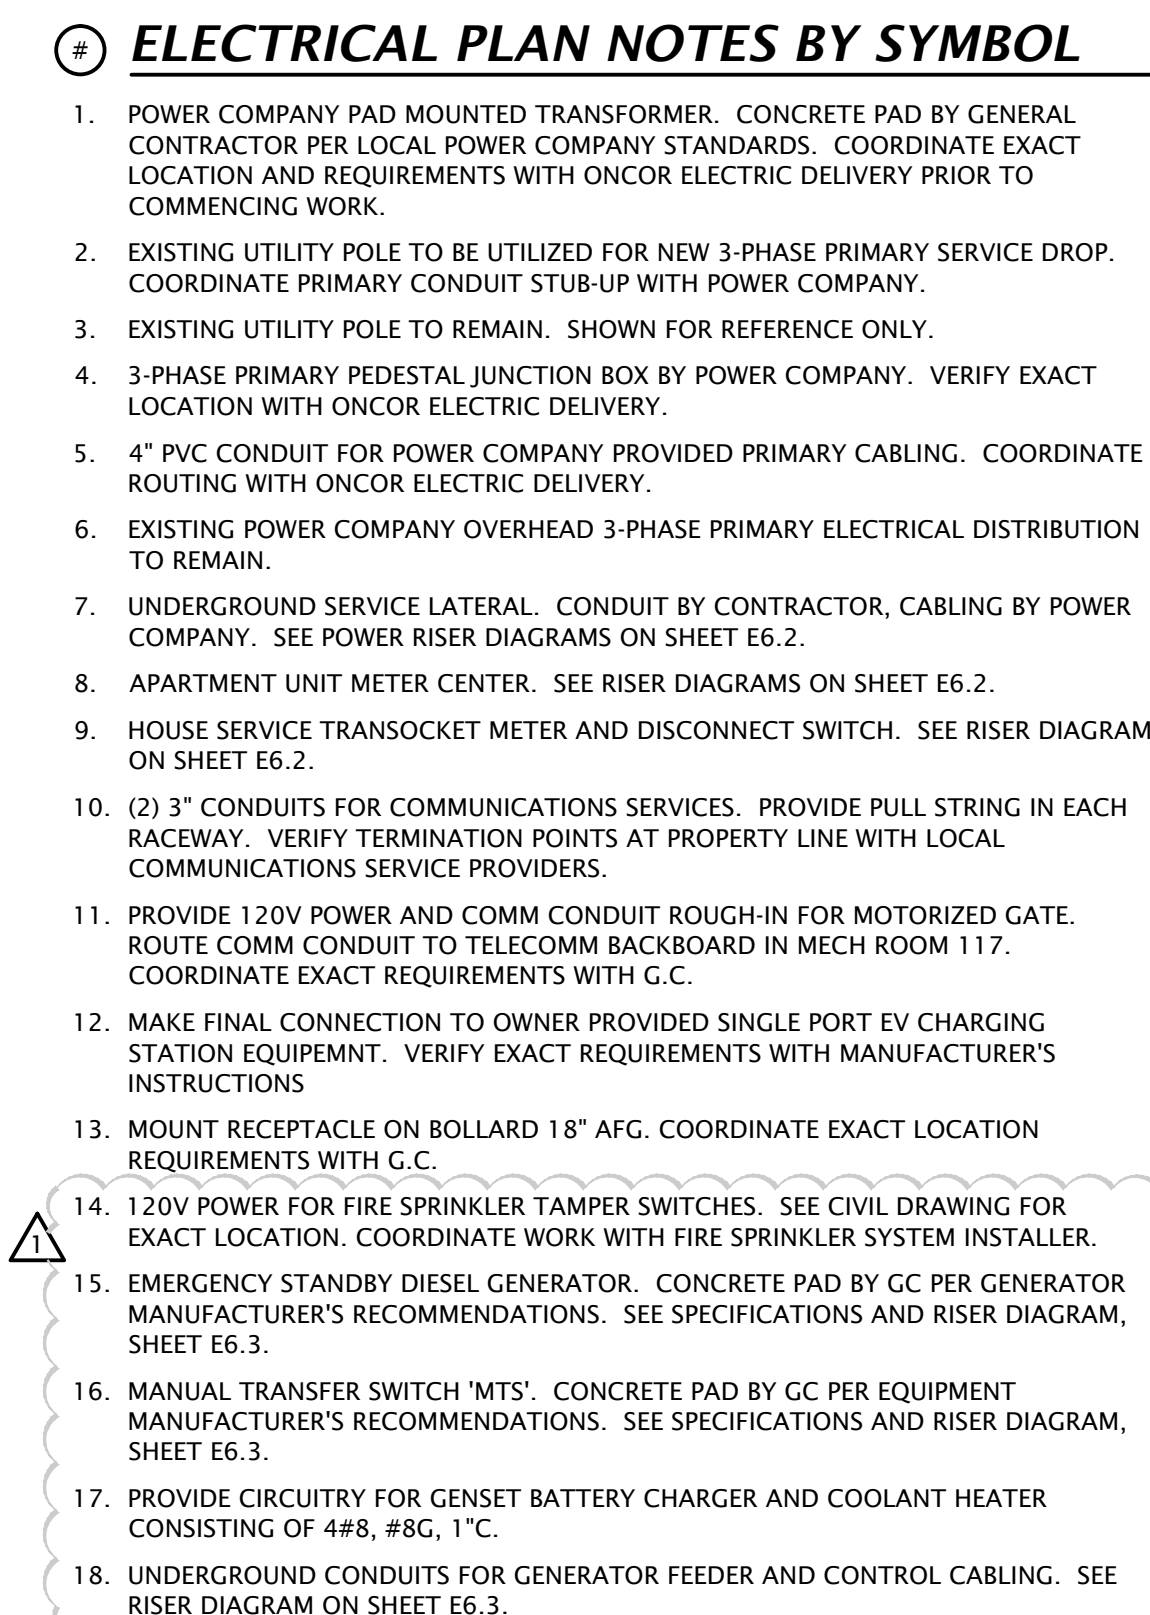 # ELECTRICAL PLAN NOTES BY SYMBOL
1. POWER COMPANY PAD MOUNTED TRANSFORMER. CONCRETE PAD BY GENERAL
CONTRACTOR PER LOCAL POWER COMPANY STANDARDS. COORDINATE EXACT
LOCATION AND REQUIREMENTS WITH ONCOR ELECTRIC DELIVERY PRIOR TO
COMMENCING WORK.
2. EXISTING UTILITY POLE TO BE UTILIZED FOR NEW 3-PHASE PRIMARY SERVICE DROP.
COORDINATE PRIMARY CONDUIT STUB-UP WITH POWER COMPANY.
3. EXISTING UTILITY POLE TO REMAIN. SHOWN FOR REFERENCE ONLY.
4. 3-PHASE PRIMARY PEDESTAL JUNCTION BOX BY POWER COMPANY. VERIFY EXACT
LOCATION WITH ONCOR ELECTRIC DELIVERY.
5. 4" PVC CONDUIT FOR POWER COMPANY PROVIDED PRIMARY CABLING. COORDINATE
ROUTING WITH ONCOR ELECTRIC DELIVERY.
6. EXISTING POWER COMPANY OVERHEAD 3-PHASE PRIMARY ELECTRICAL DISTRIBUTION
TO REMAIN.
7. UNDERGROUND SERVICE LATERAL. CONDUIT BY CONTRACTOR, CABLING BY POWER
COMPANY. SEE POWER RISER DIAGRAMS ON SHEET E6.2.
8. APARTMENT UNIT METER CENTER. SEE RISER DIAGRAMS ON SHEET E6.2.
9. HOUSE SERVICE TRANSOCKET METER AND DISCONNECT SWITCH. SEE RISER DIAGRAM
ON SHEET E6.2.
10. (2) 3" CONDUITS FOR COMMUNICATIONS SERVICES. PROVIDE PULL STRING IN EACH
RACEWAY. VERIFY TERMINATION POINTS AT PROPERTY LINE WITH LOCAL
COMMUNICATIONS SERVICE PROVIDERS.
11. PROVIDE 120V POWER AND COMM CONDUIT ROUGH-IN FOR MOTORIZED GATE.
ROUTE COMM CONDUIT TO TELECOMM BACKBOARD IN MECH ROOM 117.
COORDINATE EXACT REQUIREMENTS WITH G.C.
12. MAKE FINAL CONNECTION TO OWNER PROVIDED SINGLE PORT EV CHARGING
STATION EQUIPEMNT. VERIFY EXACT REQUIREMENTS WITH MANUFACTURER'S
INSTRUCTIONS
13. MOUNT RECEPTACLE ON BOLLARD 18" AFG. COORDINATE EXACT LOCATION
REQUIREMENTS WITH G.C.
14. 120V POWER FOR FIRE SPRINKLER TAMPER SWITCHES. SEE CIVIL DRAWING FOR
1 EXACT LOCATION. COORDINATE WORK WITH FIRE SPRINKLER SYSTEM INSTALLER.
15. EMERGENCY STANDBY DIESEL GENERATOR. CONCRETE PAD BY GC PER GENERATOR
MANUFACTURER'S RECOMMENDATIONS. SEE SPECIFICATIONS AND RISER DIAGRAM,
SHEET E6.3.
16. MANUAL TRANSFER SWITCH 'MTS'. CONCRETE PAD BY GC PER EQUIPMENT
MANUFACTURER'S RECOMMENDATIONS. SEE SPECIFICATIONS AND RISER DIAGRAM,
SHEET E6.3.
17. PROVIDE CIRCUITRY FOR GENSET BATTERY CHARGER AND COOLANT HEATER
CONSISTING OF 4#8, #8G, 1"C.
18. UNDERGROUND CONDUITS FOR GENERATOR FEEDER AND CONTROL CABLING. SEE
RISER DIAGRAM ON SHEET E6.3.